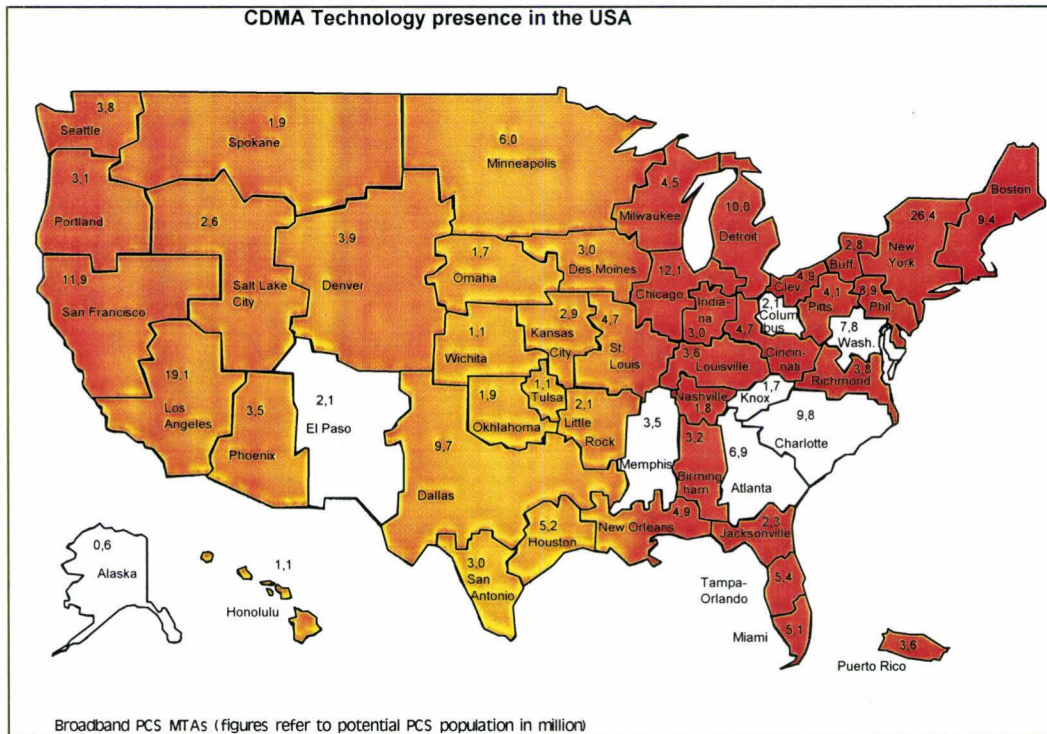 CDMA Technology presence in the USA
3,8
Seattle
1,9
Spokane
6,0
Minneapolis
3,1
Portland
2,6
Salt Lake
City
3,9
Denver
1,7
Omaha
3,0
Des Moines
4,5
Milwaukee
10,0
Detroit
Boston
9,4
26,4
New
York
2,8
Buff.
4,9
Clev.
4,1
Pitts
8,9
Phil.
11,9
San Francisco
12,1
Chicago
India-
na
3,0
2,1
Colum
bus
4,7
Cincin-
nati
7,8
Wash.
1,1
Wichita
2,9
Kansas
City
4,7
St.
Louis
3,6
Louisville
3,8
Richmond
19,1
Los
Angeles
3,5
Phoenix
2,1
El Paso
1,9
Okhlahoma
1,1
Tulsa
2,1
Little
Rock
Nashville
1,8
1,7
Knox
9,8
Charlotte
3,5
Memphis
3,2
Birming
ham
6,9
Atlanta
9,7
Dallas
5,2
Houston
4,9
New Orleans
2,3
Jacksonville
3,0
San
Antonio
0,6
Alaska
1,1
Honolulu
5,4
Tampa-
Orlando
5,1
Miami
3,6
Puerto Rico
Broadband PCS MTAs (figures refer to potential PCS population in million)